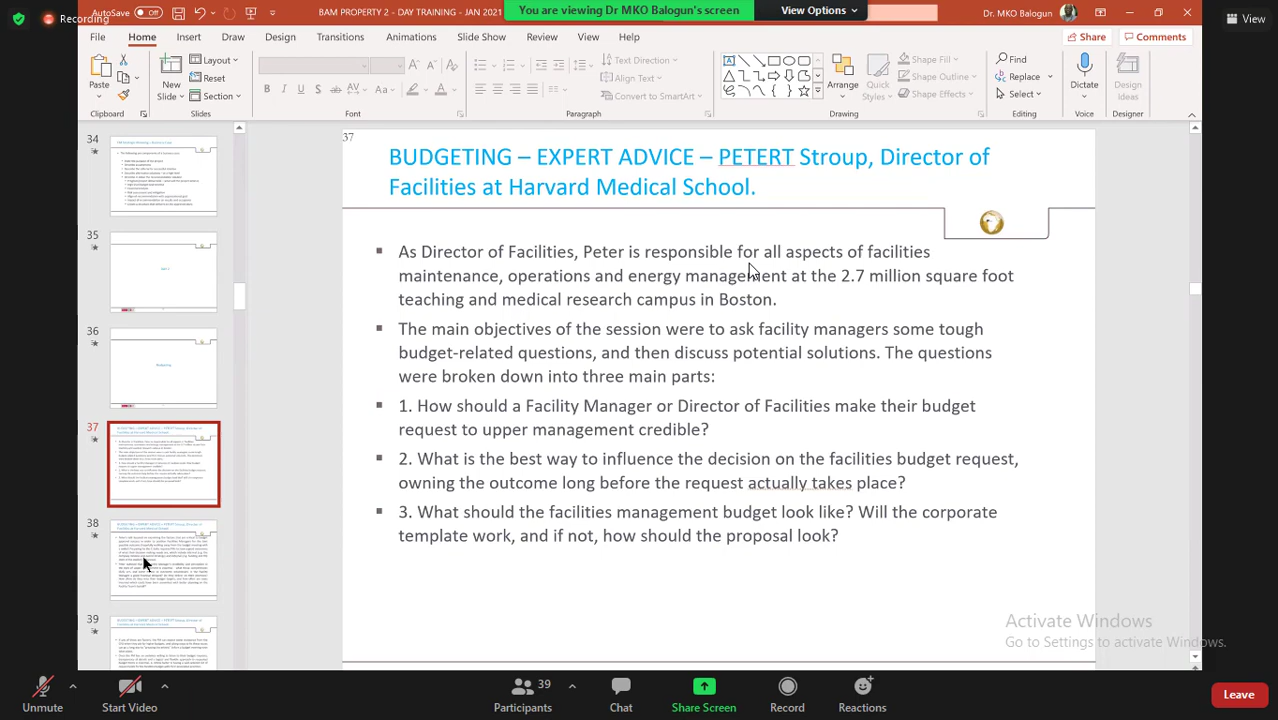 Recording
AutoSave Off
BAM PROPERTY 2 - DAY TRAINING - JAN 2021
You are viewing Dr MKO Balogun's screen
View Options
Dr. MKO Balogun
View
File Home Insert Draw Design Transitions Animations Slide Show Review View Help
Share Comments
Paste
New Slide
Layout
Reset
Section
Text Direction
Align Text
Convert to SmartArt
Arrange
Quick Styles
Shape Fill
Shape Outline
Shape Effects
Find
Replace
Select
Dictate
Design Ideas
Clipboard Slides Font Paragraph Drawing Editing Voice Designer
34
35
36
37
38
39
37
BUDGETING – EXPERT ADVICE – PETERT Stroup, Director of
Facilities at Harvard Medical School.
As Director of Facilities, Peter is responsible for all aspects of facilities
maintenance, operations and energy management at the 2.7 million square foot
teaching and medical research campus in Boston.
The main objectives of the session were to ask facility managers some tough
budget-related questions, and then discuss potential solutions. The questions
were broken down into three main parts:
1. How should a Facility Manager or Director of Facilities make their budget
request to upper management credible?
2. What is the best way to influence the decision on the facilities budget request,
owning the outcome long before the request actually takes place?
3. What should the facilities management budget look like? Will the corporate
template work, and if not, how should the proposal look?
Activate Windows
Go to Settings to activate Windows.
Unmute
Start Video
39
Participants
Chat
Share Screen
Record
Reactions
Leave